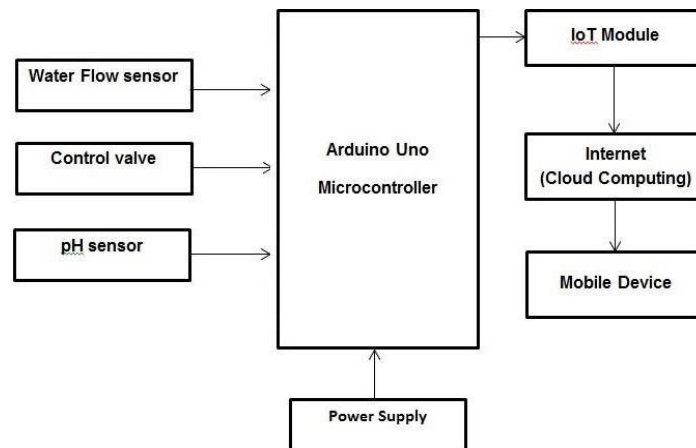 Water Flow sensor
Control valve
pH sensor
Arduino Uno
Microcontroller
Power Supply
IoT Module
Internet
(Cloud Computing)
Mobile Device